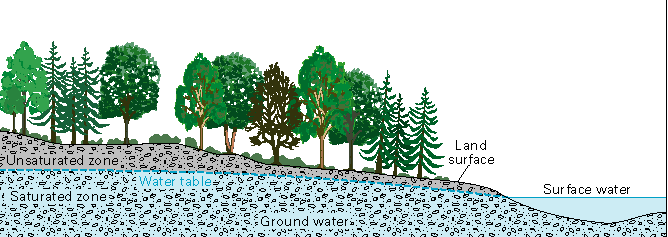 Land
surface
Unsaturated zone
Water table
Surface water
Saturated zone
Ground water